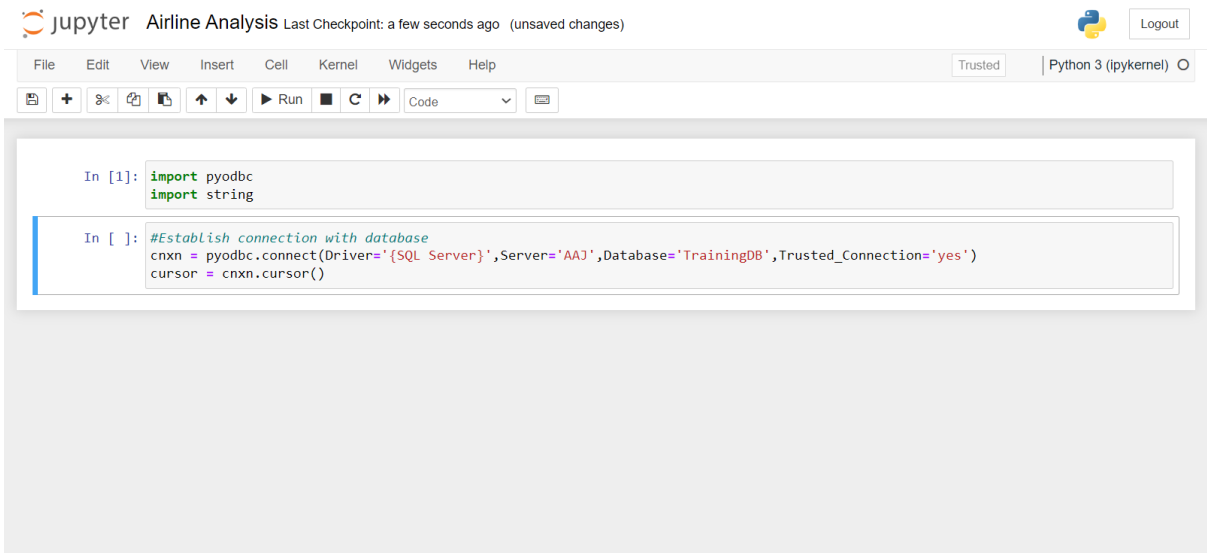 jupyter Airline Analysis Last Checkpoint: a few seconds ago (unsaved changes)
Logout
File Edit View Insert Cell Kernel Widgets Help
Trusted
Python 3 (ipykernel)
Run
Code
In [1]: import pyodbc
import string
In [ ]: #Establish connection with database
cnxn = pyodbc.connect(Driver='{SQL Server}',Server='AAJ',Database='TrainingDB',Trusted_Connection='yes')
cursor = cnxn.cursor()